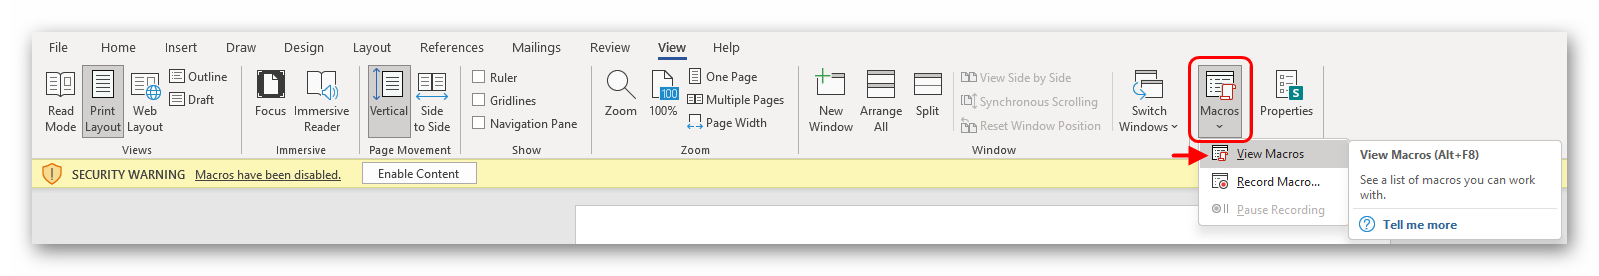 File Home Insert Draw Design Layout References Mailings Review View Help
Read Mode
Print Layout
Web Layout
Outline
Draft
Views
Focus
Immersive Reader
Immersive
Vertical
Side to Side
Page Movement
Ruler
Gridlines
Navigation Pane
Show
Zoom
100
100%
One Page
Multiple Pages
Page Width
Zoom
New Window
Arrange All
Split
View Side by Side
Synchronous Scrolling
Reset Window Position
Switch Windows
Window
Macros
S
Properties
SECURITY WARNING Macros have been disabled. Enable Content
View Macros
Record Macro...
Pause Recording
View Macros (Alt+F8)
See a list of macros you can work
with.
? Tell me more